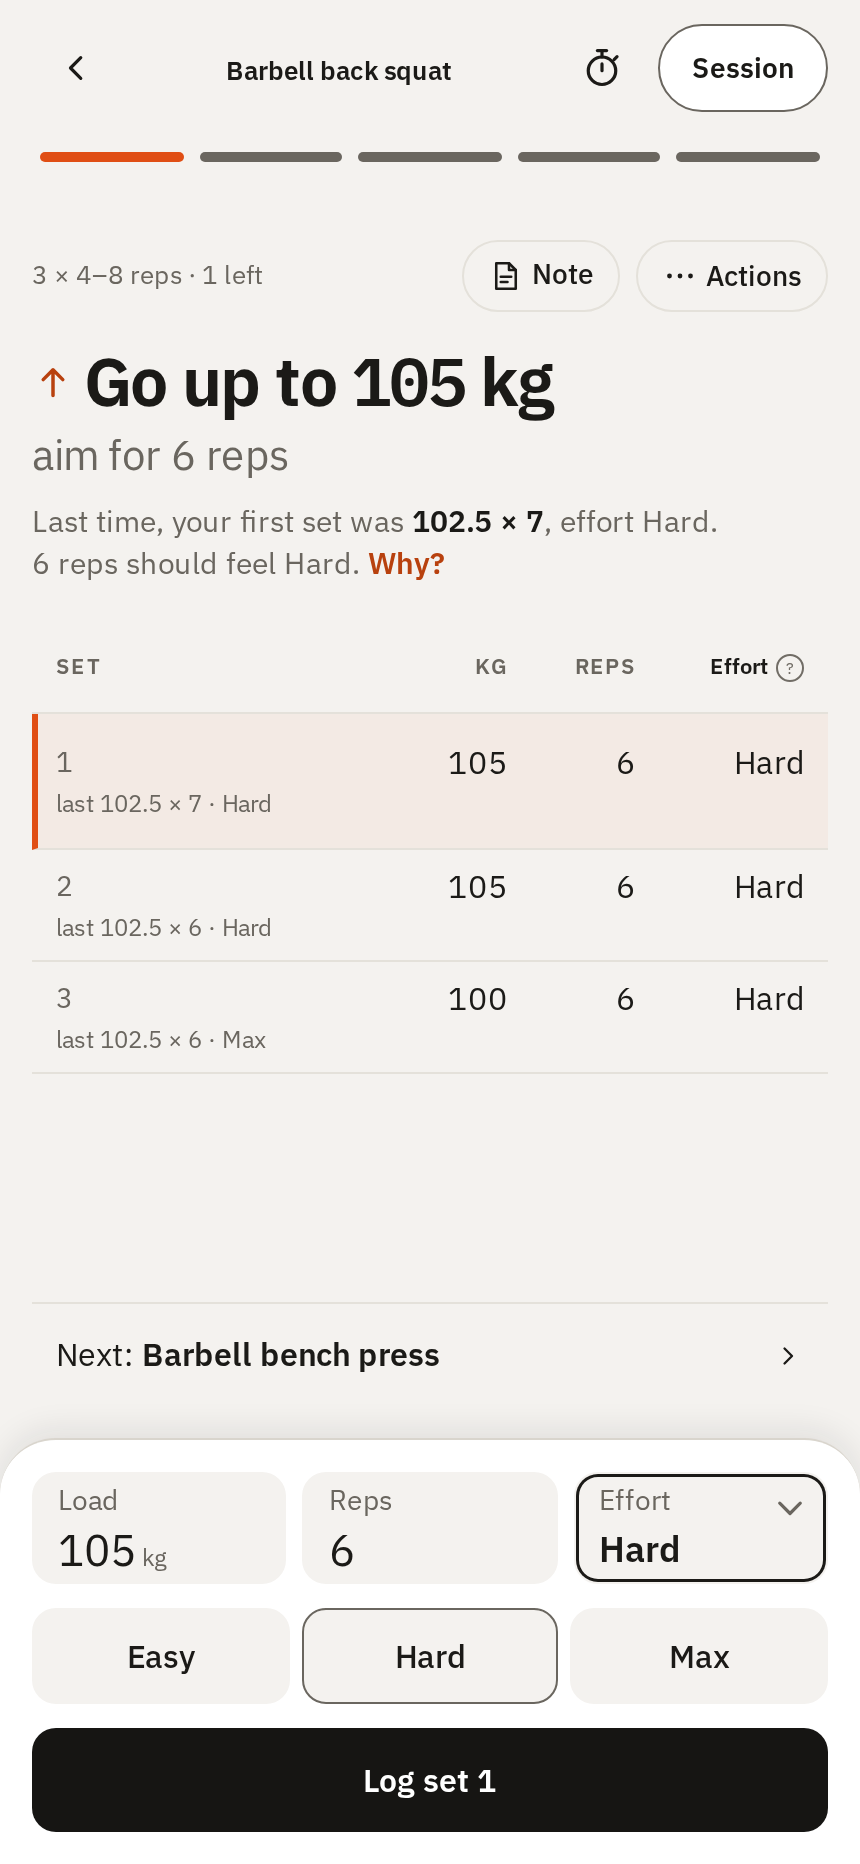 Barbell back squat
Session
3 × 4–8 reps · 1 left
Note
Actions
↑ Go up to 105 kg
aim for 6 reps
Last time, your first set was 102.5 × 7, effort Hard.
6 reps should feel Hard. Why?
SET KG REPS Effort ?
1 105 6 Hard
last 102.5 × 7 · Hard
2 105 6 Hard
last 102.5 × 6 · Hard
3 100 6 Hard
last 102.5 × 6 · Max
Next: Barbell bench press
Load Reps Effort
105 kg 6 Hard
Easy Hard Max
Log set 1